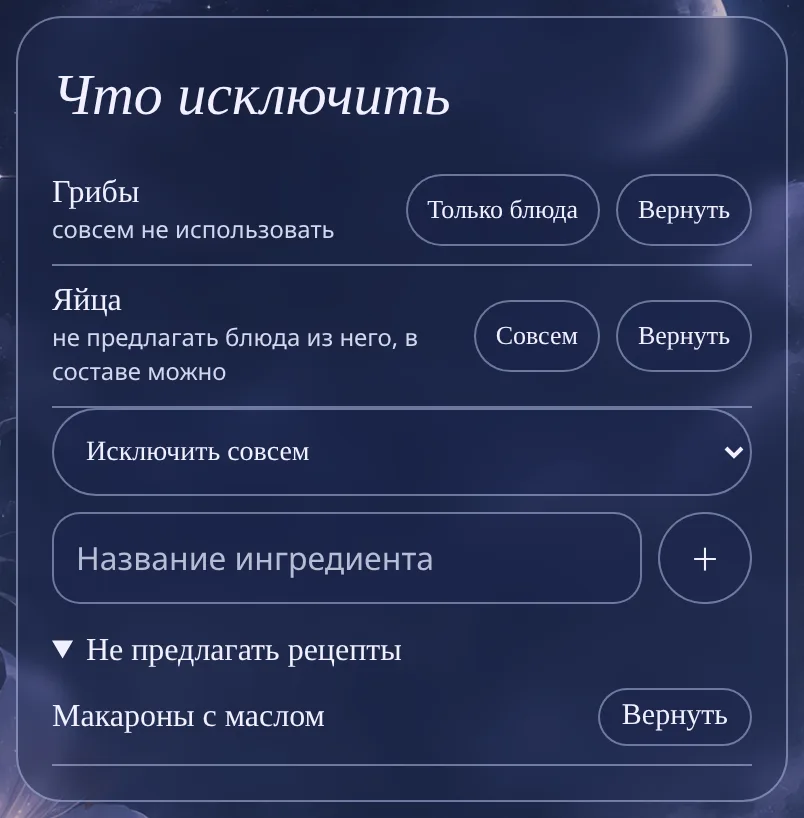 Что исключить
Грибы
совсем не использовать
Только блюда
Вернуть
Яйца
не предлагать блюда из него, в
составе можно
Совсем
Вернуть
Исключить совсем
Название ингредиента
+
Не предлагать рецепты
Макароны с маслом
Вернуть